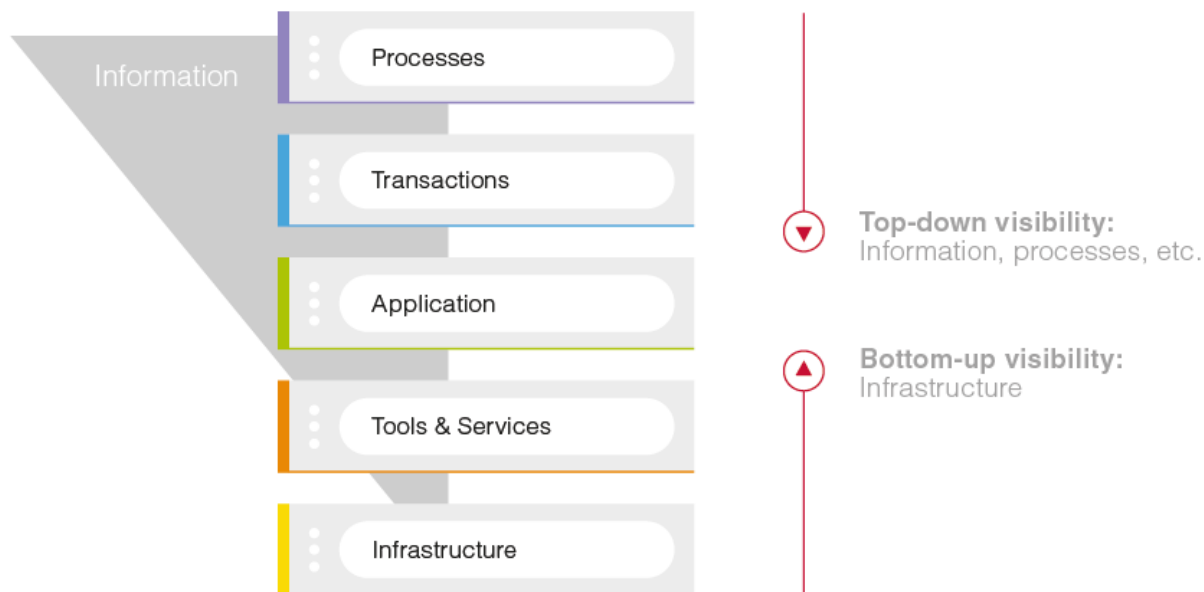 Information
Processes
Transactions
Application
Tools & Services
Infrastructure
Top-down visibility:
Information, processes, etc.
Bottom-up visibility:
Infrastructure